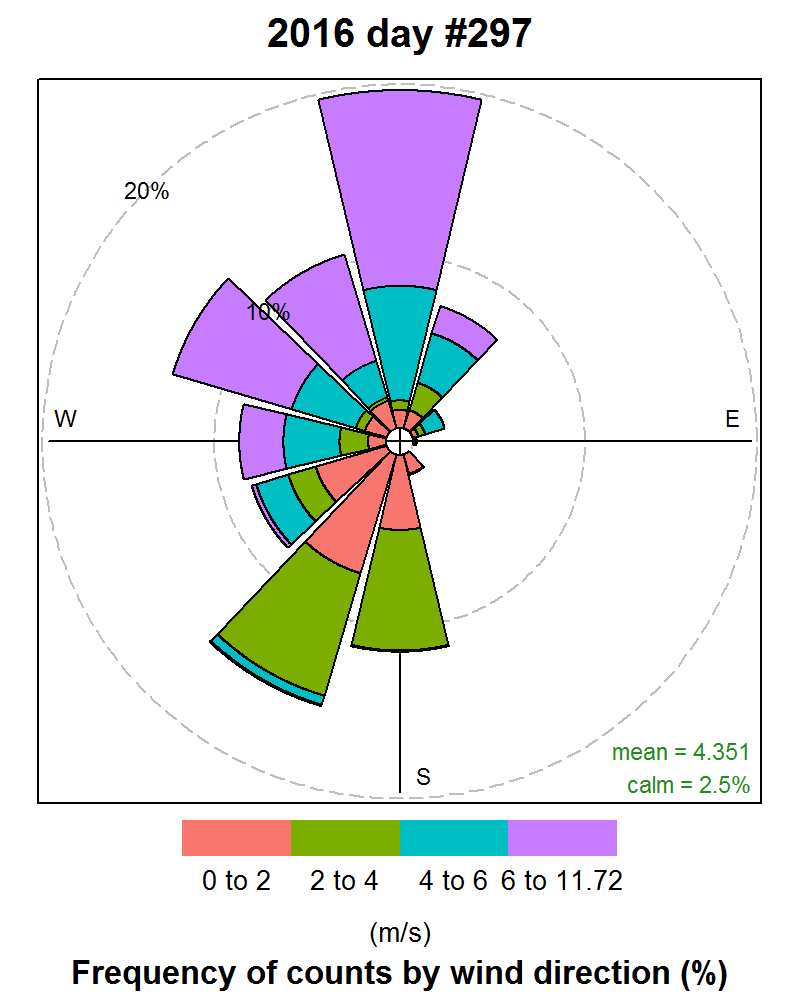 2016 day #297
20%
10%
W
E
S
mean = 4.351
calm = 2.5%
0 to 2 2 to 4 4 to 6 6 to 11.72
(m/s)
Frequency of counts by wind direction (%)